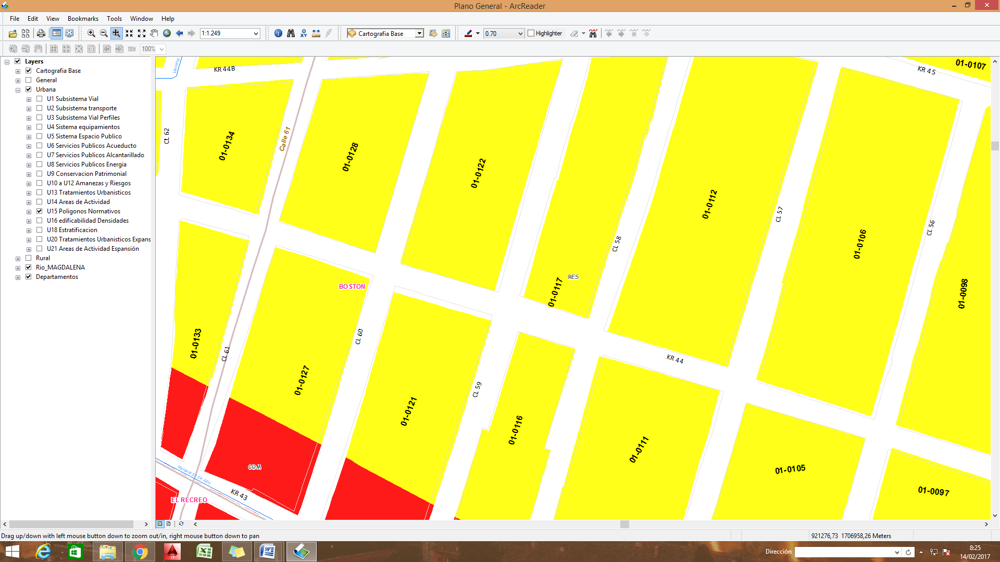 Plano General - ArcReader
File Edit View Bookmarks Tools Window Help
1:1.249
Cartografia Base
0.70
Highlighter
Title
100%
Layers
Cartografia Base
General
Urbana
U1 Subsistema Vial
U2 Subsistema transporte
U3 Subsistema Vial Perfiles
U4 Sistema equipamientos
U5 Sistema Espacio Publico
U6 Servicios Publicos Acueducto
U7 Servicios Publicos Alcantarillado
U8 Servicios Publicos Energia
U9 Conservacion Patrimonial
U10 a U12 Amanezas y Riesgos
U13 Tratamientos Urbanisticos
U14 Areas de Actividad
U15 Poligonos Normativos
U16 edificabilidad Densidades
U18 Estratificacion
U20 Tratamientos Urbanisticos Expans
U21 Areas de Actividad Espansión
Rural
Rio_MAGDALENA
Departamentos
KR 44B
KR 45
01-0107
CL 62
01-0134
Calle 61
01-0128
01-0122
01-0112
CL 57
CL 56
01-0106
CL 58
RES
01-0117
01-0098
BOSTON
01-0133
CL 61
CL 60
KR 44
01-0127
CL 59
01-0121
01-0116
01-0111
01-0105
01-0097
COM
KR 43
EL RECREO
Drag up/down with left mouse button down to zoom out/in, right mouse button down to pan
921276,73 1706958,26 Meters
Dirección
8:25
14/02/2017